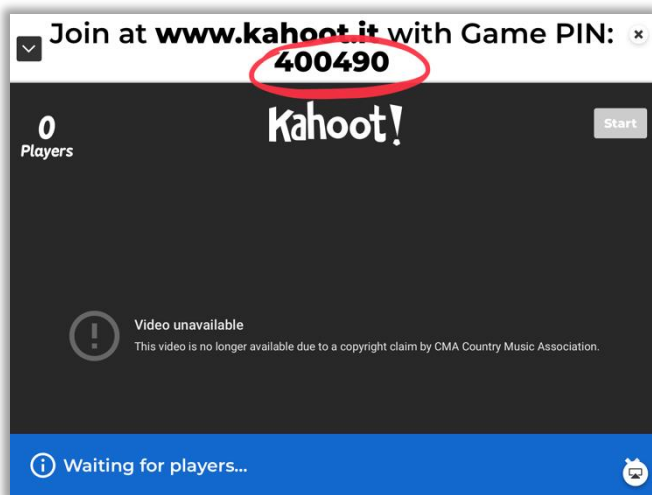 Join at www.kahoot.it with Game PIN:
400490
Kahoot!
0
Players
Start
Video unavailable
This video is no longer available due to a copyright claim by CMA Country Music Association.
Waiting for players...